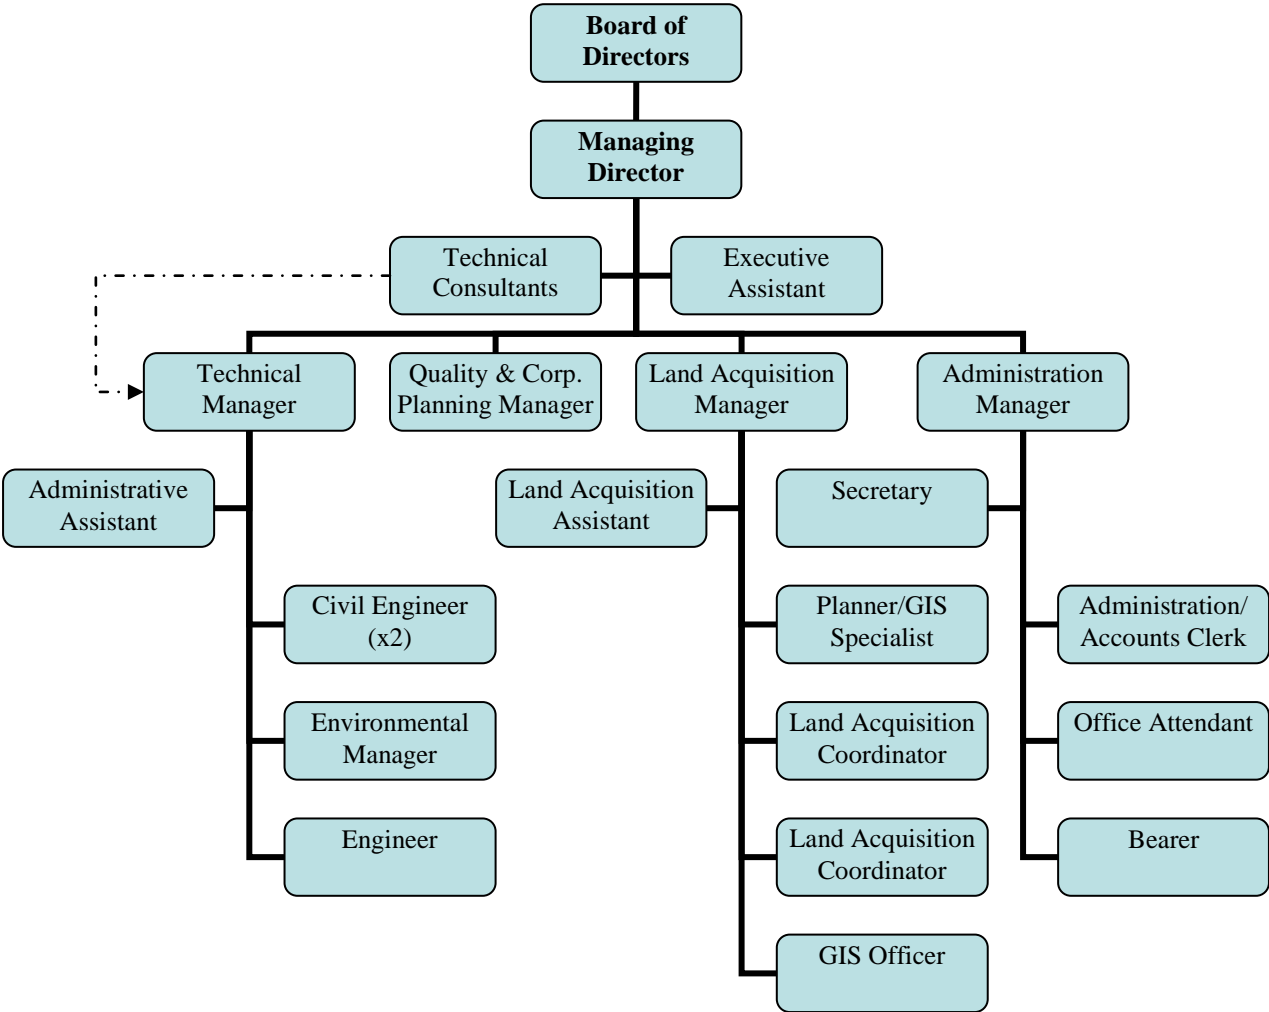 Board of
Directors
Managing
Director
Technical
Consultants
Executive
Assistant
Technical
Manager
Quality & Corp.
Planning Manager
Land Acquisition
Manager
Administration
Manager
Administrative
Assistant
Land Acquisition
Assistant
Secretary
Civil Engineer
(x2)
Planner/GIS
Specialist
Administration/
Accounts Clerk
Environmental
Manager
Land Acquisition
Coordinator
Office Attendant
Engineer
Land Acquisition
Coordinator
Bearer
GIS Officer